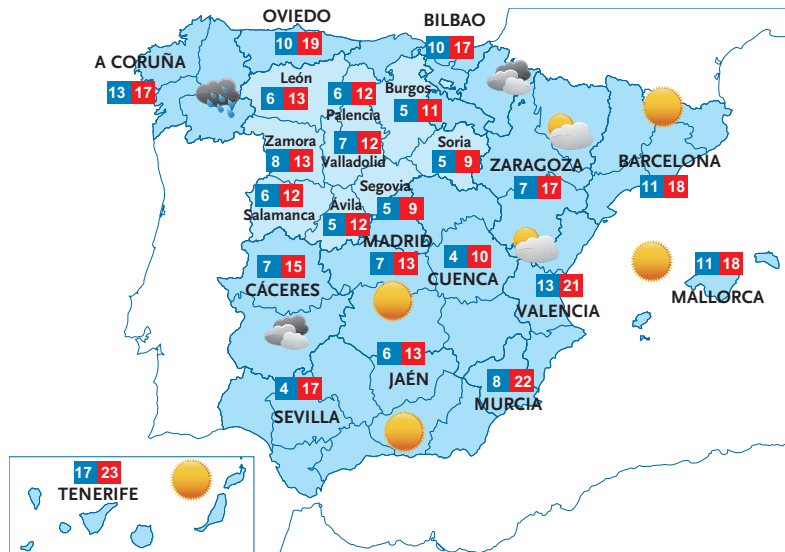 OVIEDO
10 19
BILBAO
10 17
A CORUÑA
13 17
León
6 13
6 12
Palencia
Burgos
5 11
Zamora
8 13
7 12
Valladolid
Soria
5 9
ZARAGOZA
7 17
BARCELONA
11 18
6 12
Salamanca
Ávila
5 12
Segovia
5 9
MADRID
7 13
4 10
CUENCA
7 15
CÁCERES
13 21
VALENCIA
11 18
MALLORCA
6 13
JAÉN
8 22
MURCIA
4 17
SEVILLA
17 23
TENERIFE